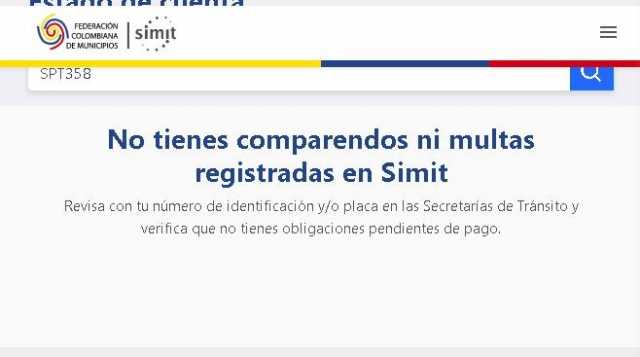 Estado de cuenta
FEDERACIÓN
COLOMBIANA
DE MUNICIPIOS
simit
SPT358
No tienes comparendos ni multas
registradas en Simit
Revisa con tu número de identificación y/o placa en las Secretarías de Tránsito y
verifica que no tienes obligaciones pendientes de pago.